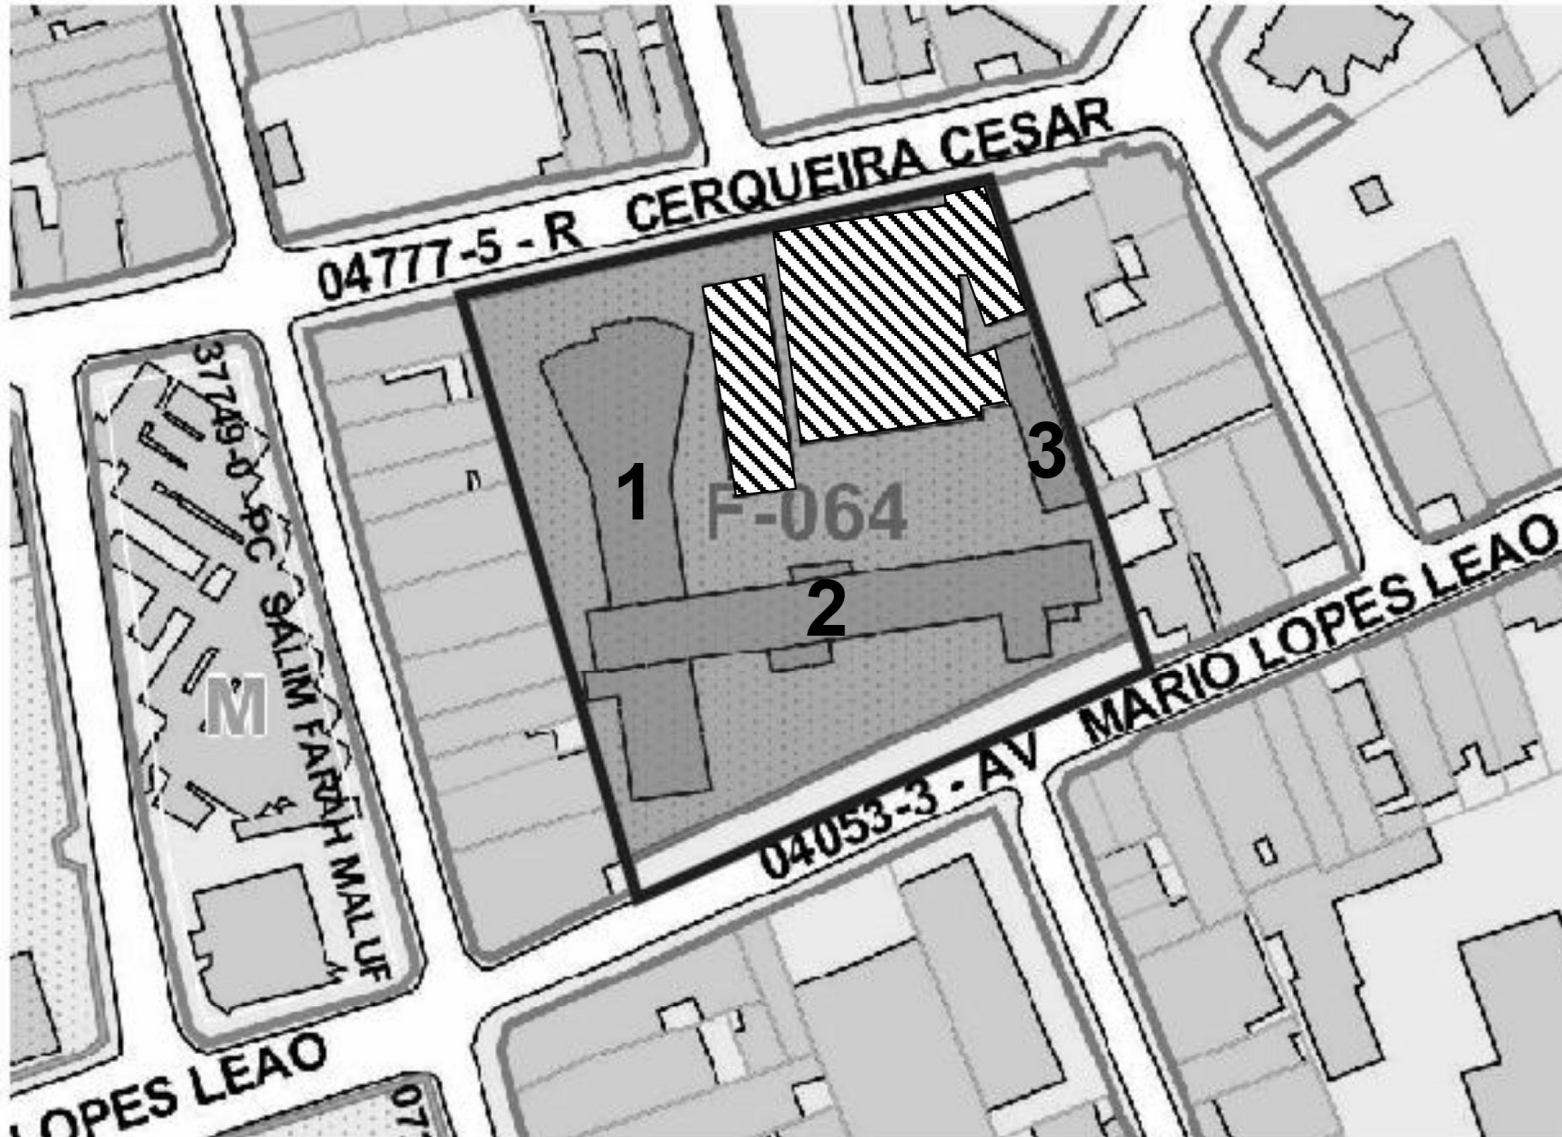 04777-5 - R CERQUEIRA CESAR
37749-0 - PC SALIM FARAH MALUF
1
3
F-064
2
M
04053-3 - AV MARIO LOPES LEAO
LOPES LEAO
07